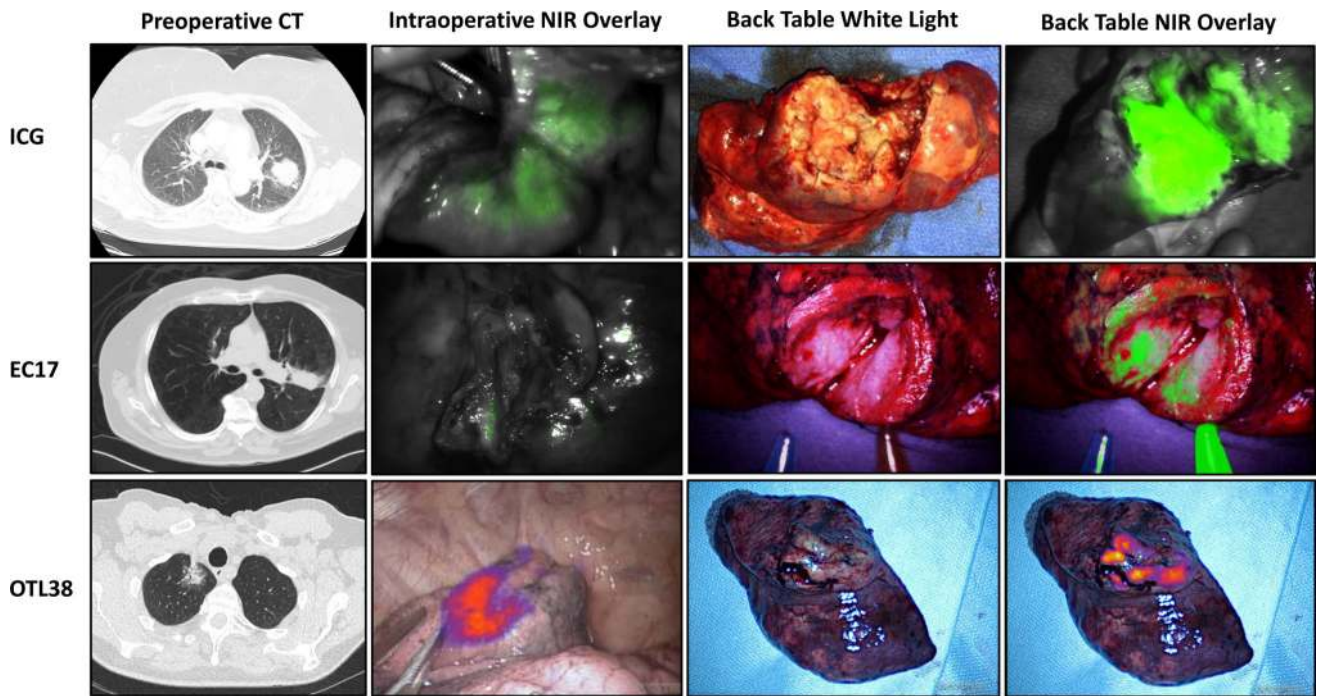 Preoperative CT
Intraoperative NIR Overlay
Back Table White Light
Back Table NIR Overlay
ICG
EC17
OTL38